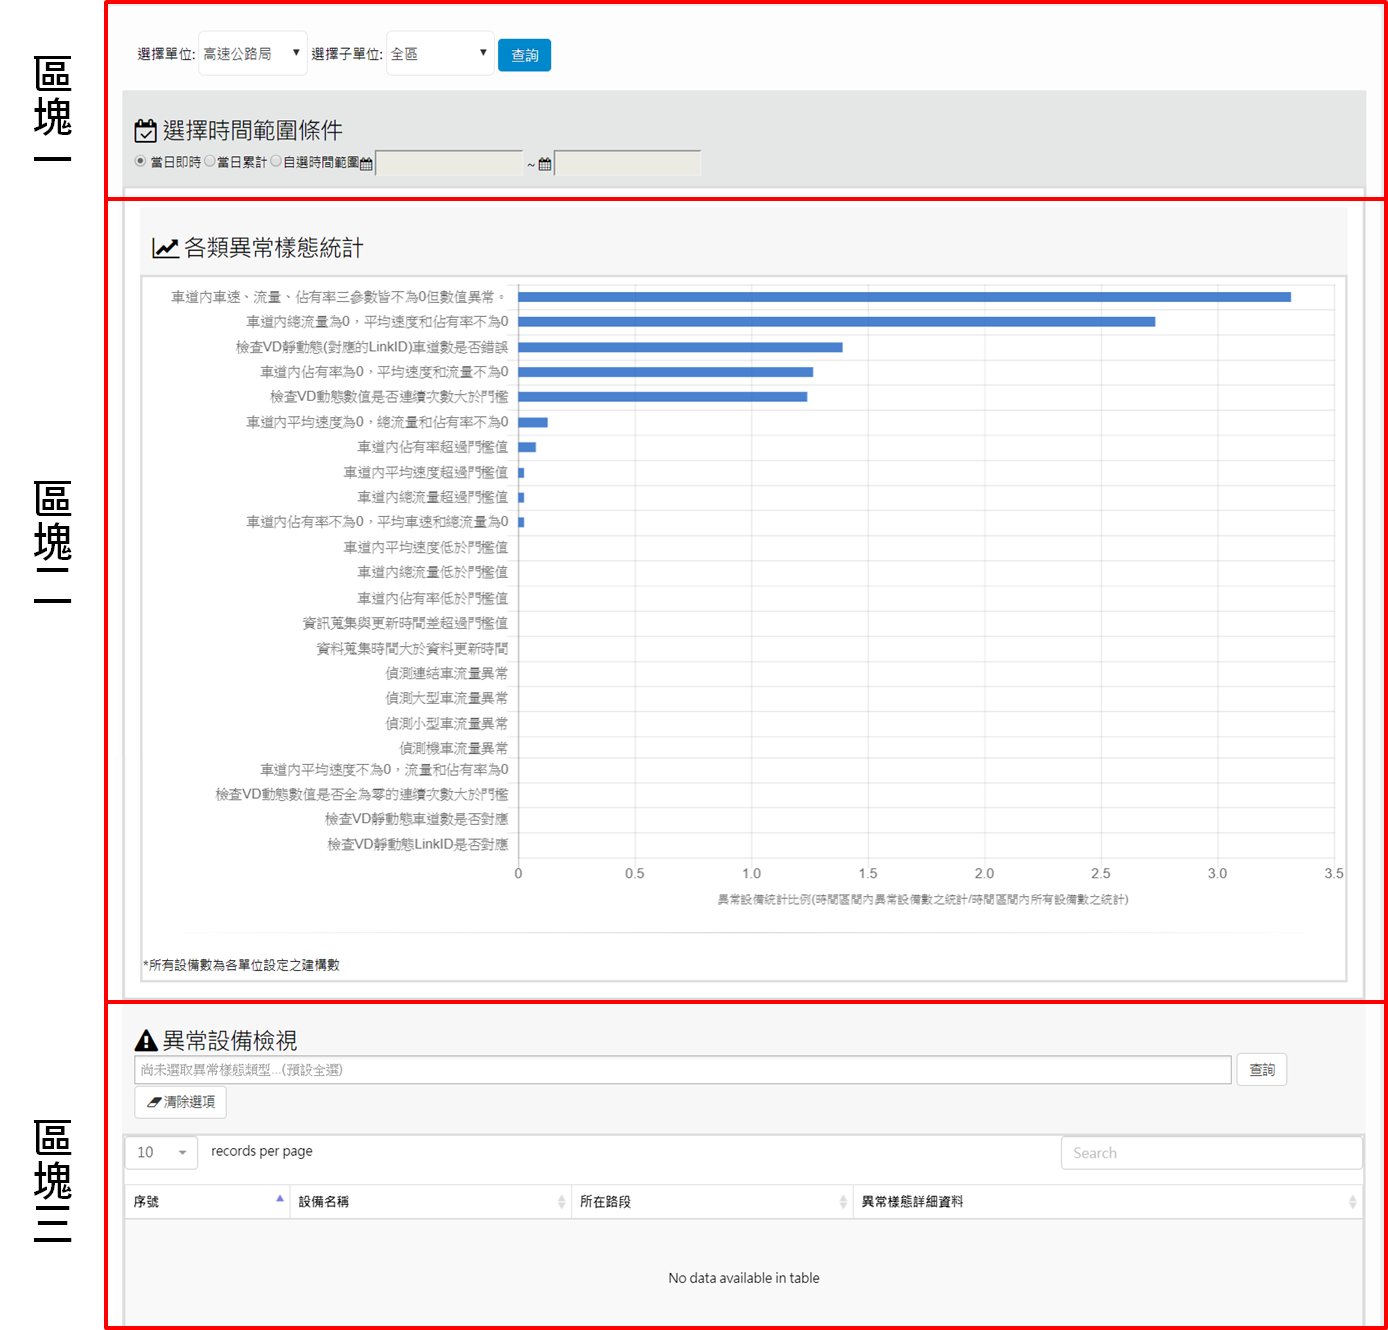 區塊一
選擇單位: 高速公路局 選擇子單位: 全區 查詢
選擇時間範圍條件
當日即時 當日累計 自選時間範圍 ~
區塊二
各類異常樣態統計
車道內車速、流量、佔有率三參數皆不為0但數值異常。
車道內總流量為0，平均速度和佔有率不為0
檢查VD靜動態(對應的LinkID)車道數是否錯誤
車道內佔有率為0，平均速度和流量不為0
檢查VD動態數值是否連續次數大於門檻
車道內平均速度為0，總流量和佔有率不為0
車道內佔有率超過門檻值
車道內平均速度超過門檻值
車道內總流量超過門檻值
車道內佔有率不為0，平均車速和總流量為0
車道內平均速度低於門檻值
車道內總流量低於門檻值
車道內佔有率低於門檻值
資訊蒐集與更新時間差超過門檻值
資料蒐集時間大於資料更新時間
偵測連結車流量異常
偵測大型車流量異常
偵測小型車流量異常
偵測機車流量異常
車道內平均速度不為0，流量和佔有率為0
檢查VD動態數值是否全為零的連續次數大於門檻
檢查VD靜動態車道數是否對應
檢查VD靜動態LinkID是否對應
0 0.5 1.0 1.5 2.0 2.5 3.0 3.5
異常設備統計比例(時間區間內異常設備數之統計/時間區間內所有設備數之統計)
*所有設備數為各單位設定之建構數
區塊三
異常設備檢視
尚未選取異常樣態類型...(預設全選) 查詢
清除選項
10 records per page Search
序號 設備名稱 所在路段 異常樣態詳細資料
No data available in table